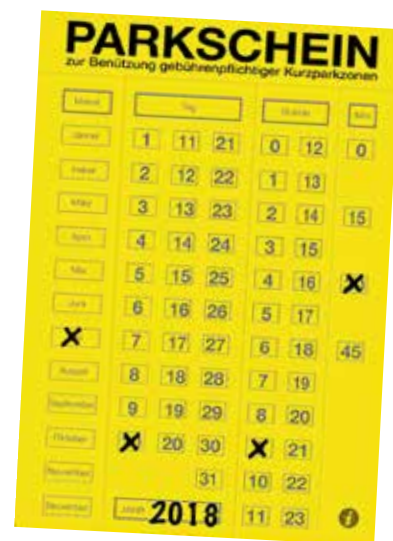 PARKSCHEIN
zur Benützung gebührenpflichtiger Kurzparkzonen
Monat Tag Stunde Min
Jänner 1 11 21 0 12 0
2 12 22 1 13
März 3 13 23 2 14 15
April 4 14 24 3 15
Mai 5 15 25 4 16 X
Juni 6 16 26 5 17
X 7 17 27 6 18 45
August 8 18 28 7 19
September 9 19 29 8 20
Oktober X 20 30 X 21
November 31 10 22
November Jahr 2018 11 23 i